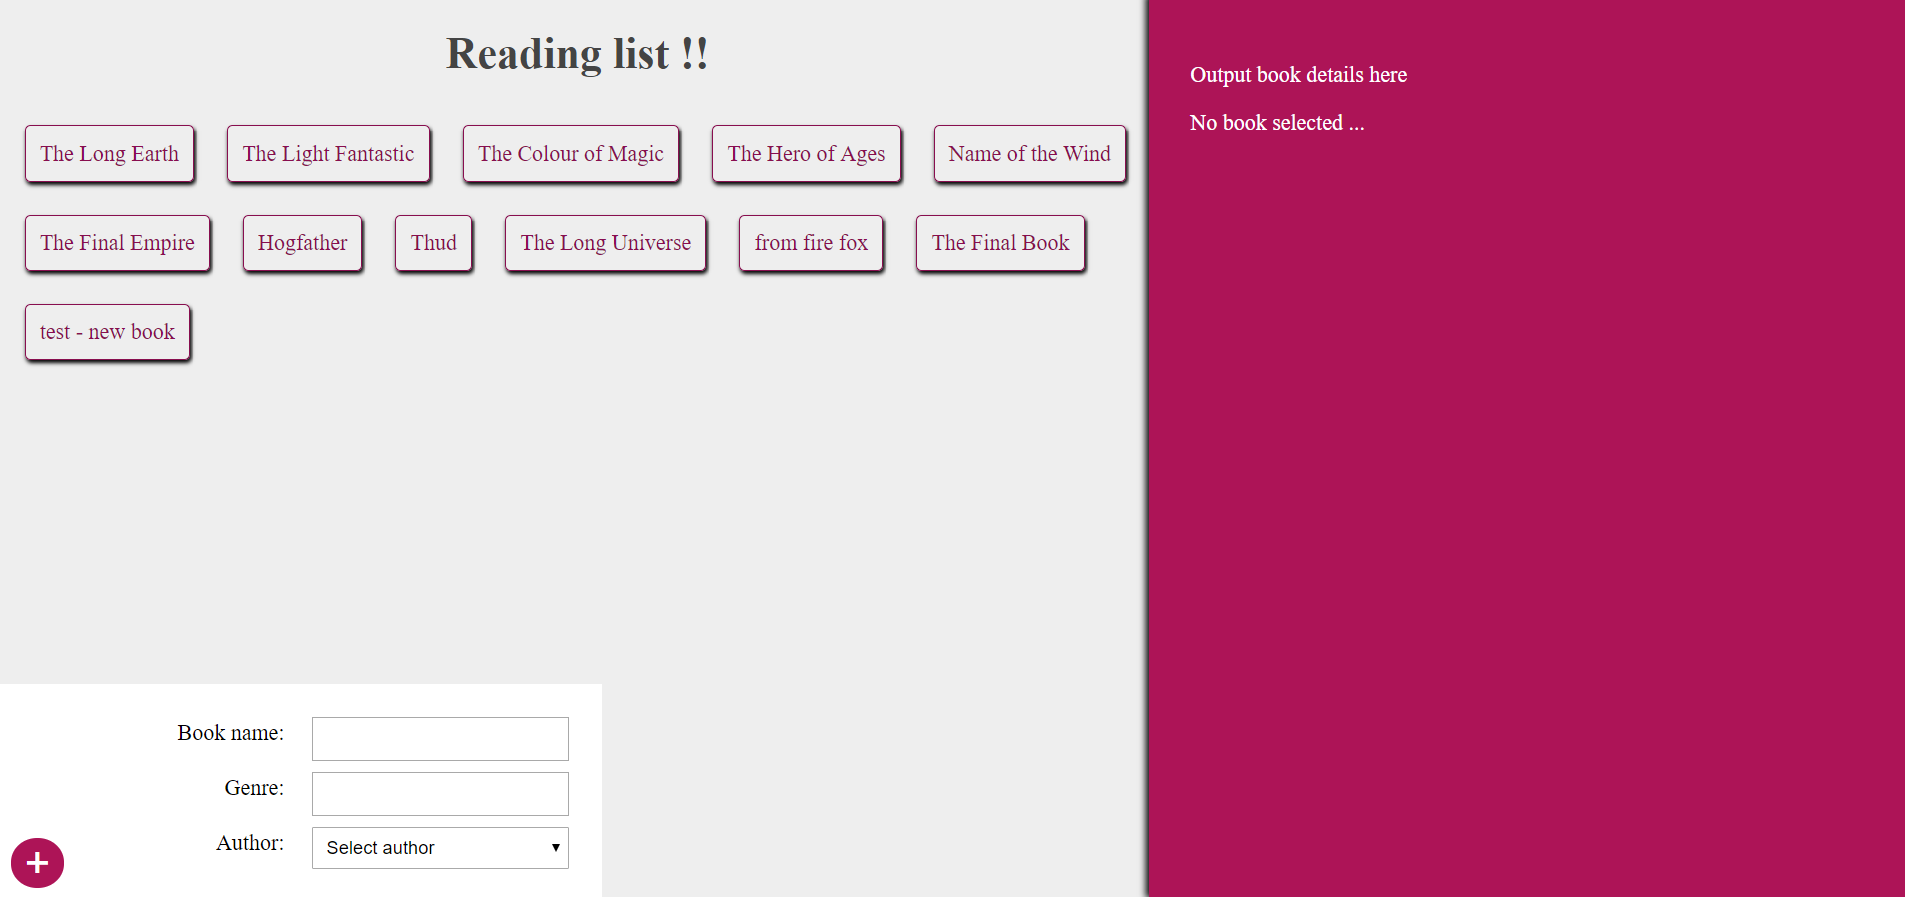 Reading list !!
The Long Earth
The Light Fantastic
The Colour of Magic
The Hero of Ages
Name of the Wind
The Final Empire
Hogfather
Thud
The Long Universe
from fire fox
The Final Book
test - new book
Output book details here
No book selected ...
Book name:
Genre:
Author:
Select author
+